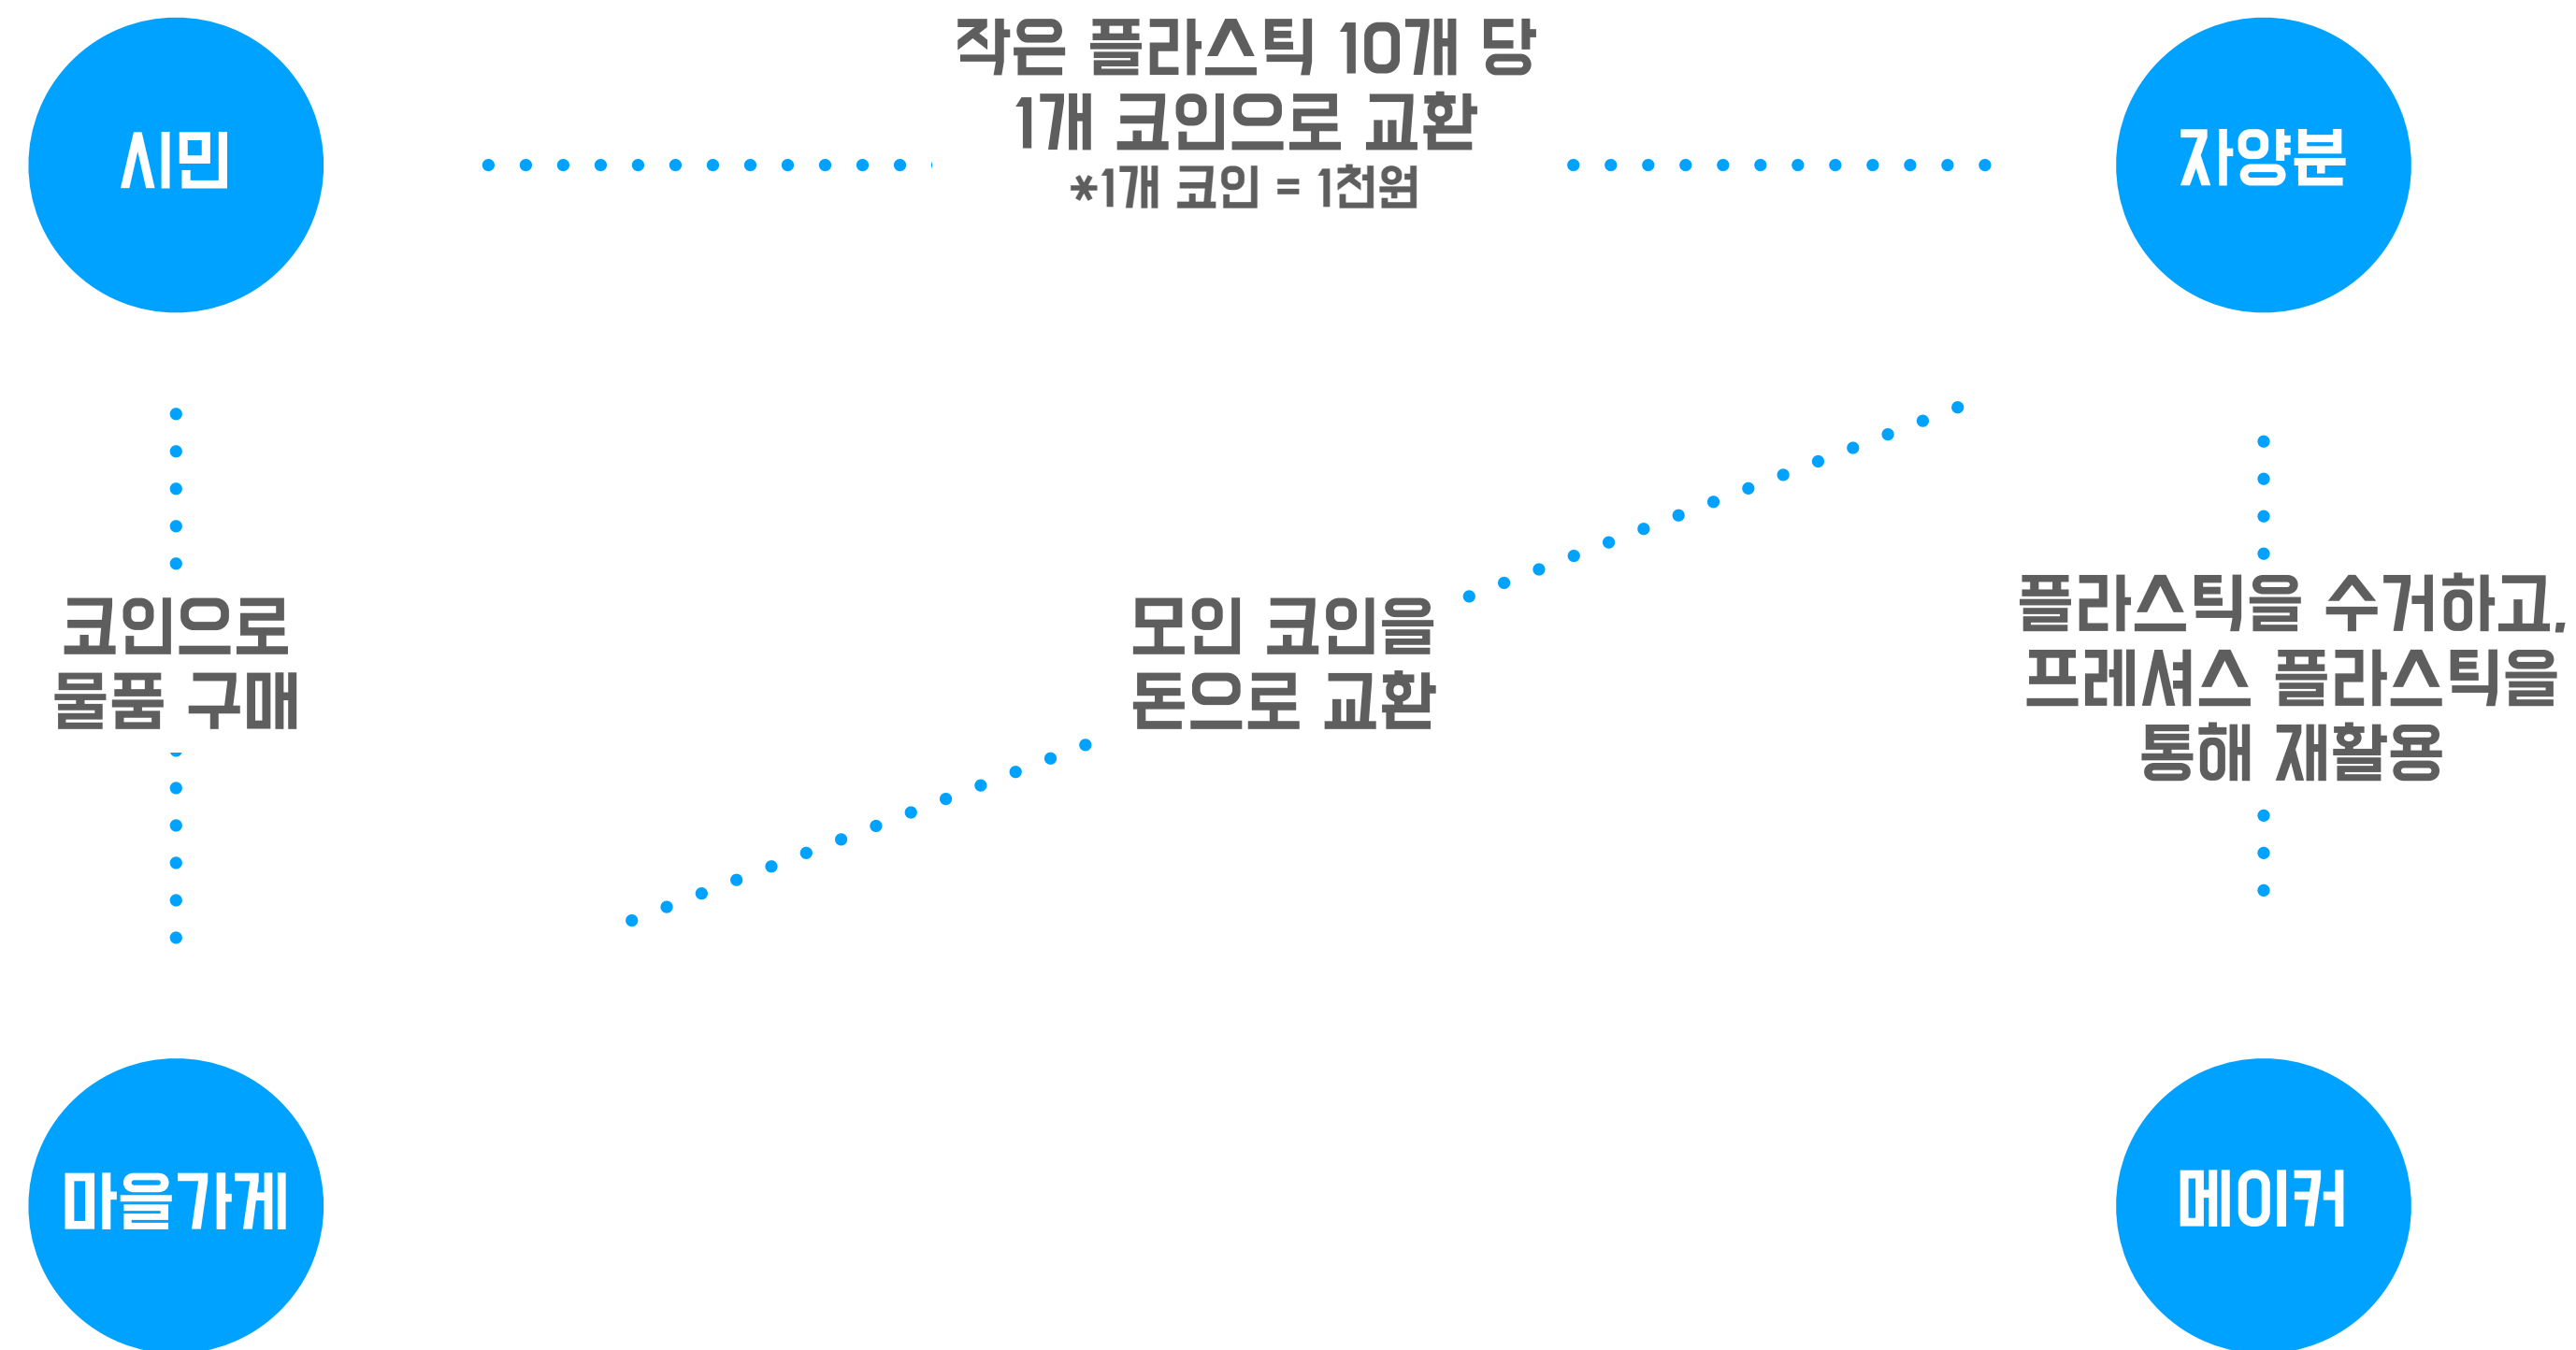 시민
작은 플라스틱 10개 당
1개 코인으로 교환
*1개 코인 = 1천원
자양분
코인으로
물품 구매
모인 코인을
돈으로 교환
플라스틱을 수거하고,
프레셔스 플라스틱을
통해 재활용
마을가게
메이커